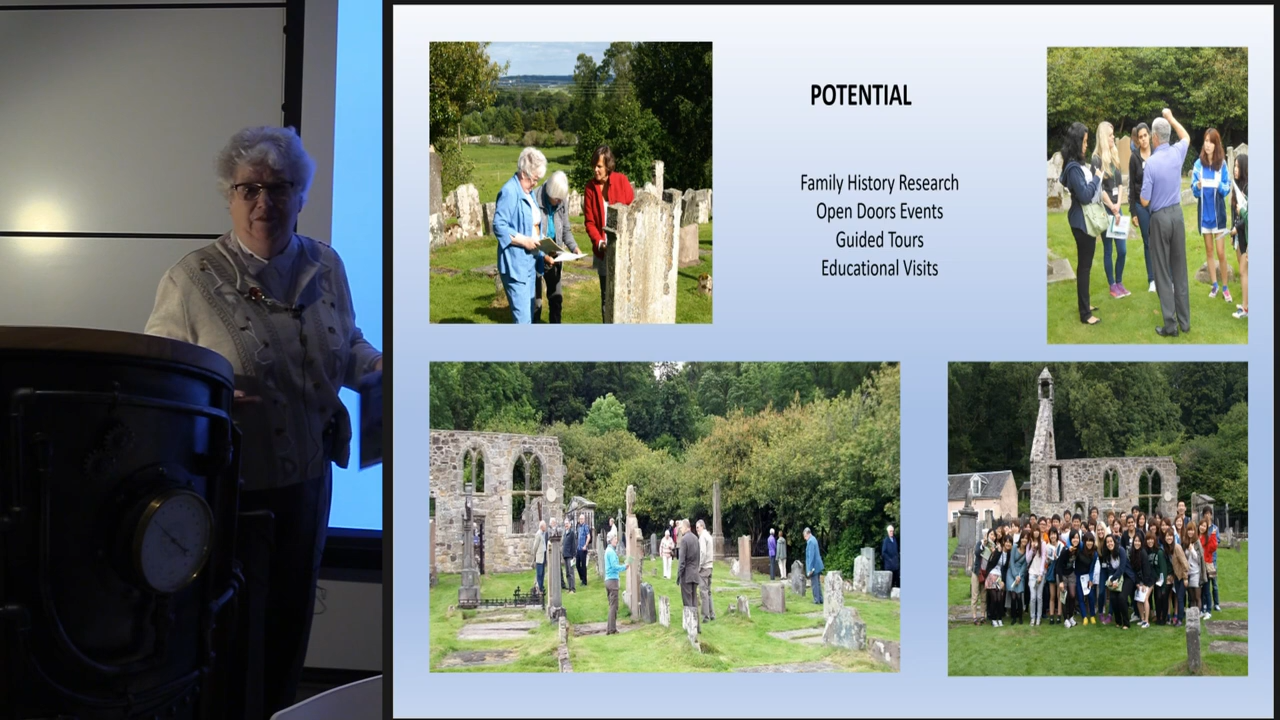 POTENTIAL
Family History Research
Open Doors Events
Guided Tours
Educational Visits